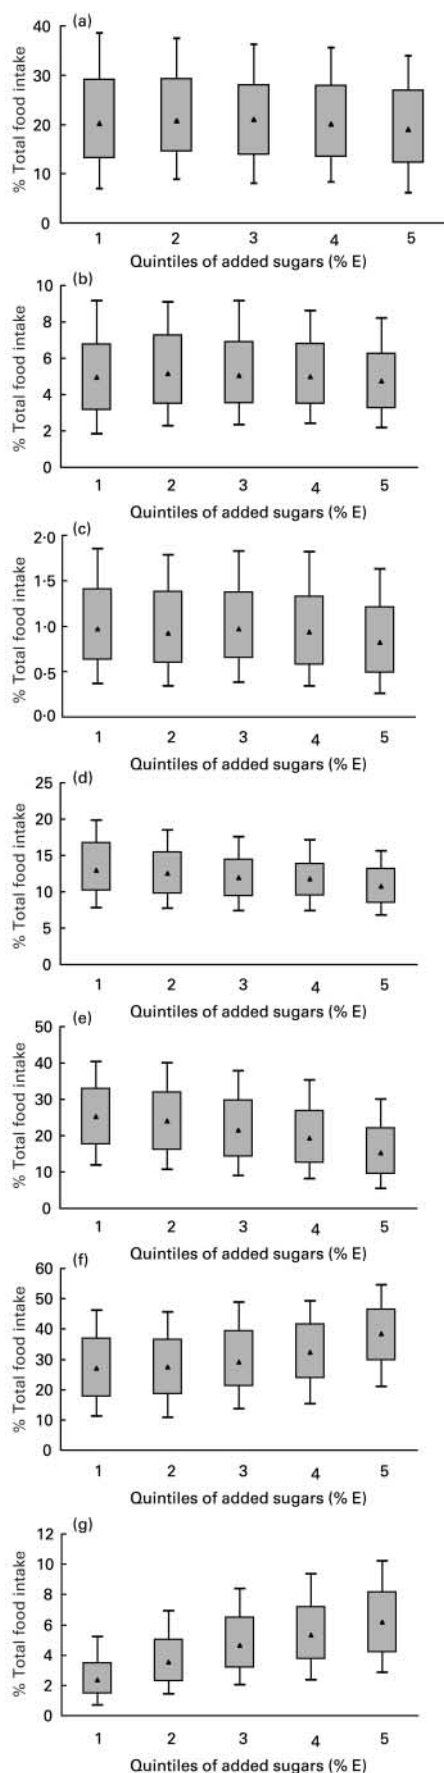 (a)
40
30
20
10
0
% Total food intake
1 2 3 4 5
Quintiles of added sugars (% E)
(b)
10
8
6
4
2
0
% Total food intake
1 2 3 4 5
Quintiles of added sugars (% E)
(c)
2·0
1·5
1·0
0·5
0·0
% Total food intake
1 2 3 4 5
Quintiles of added sugars (% E)
(d)
25
20
15
10
5
0
% Total food intake
1 2 3 4 5
Quintiles of added sugars (% E)
(e)
50
40
30
20
10
0
% Total food intake
1 2 3 4 5
Quintiles of added sugars (% E)
(f)
60
50
40
30
20
10
0
% Total food intake
1 2 3 4 5
Quintiles of added sugars (% E)
(g)
12
10
8
6
4
2
0
% Total food intake
1 2 3 4 5
Quintiles of added sugars (% E)